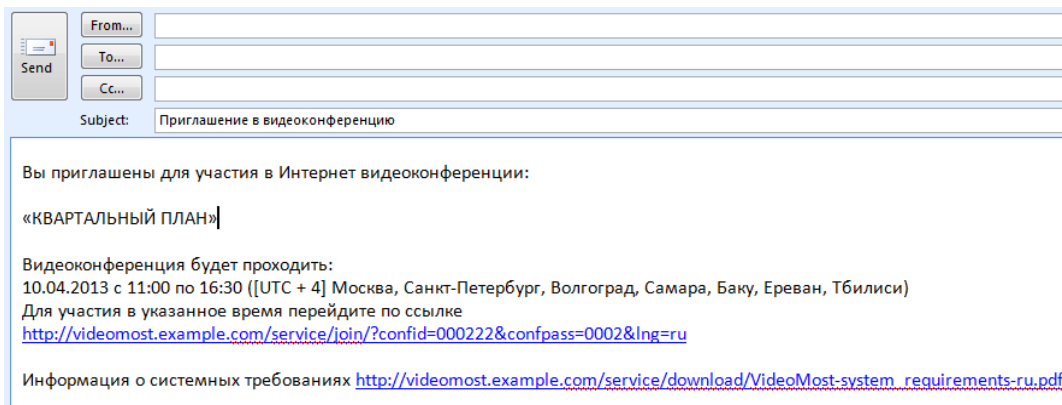 From...
To...
Send
Cc...
Subject: Приглашение в видеоконференцию
Вы приглашены для участия в Интернет видеоконференции:
«КВАРТАЛЬНЫЙ ПЛАН»
Видеоконференция будет проходить:
10.04.2013 с 11:00 по 16:30 ([UTC + 4] Москва, Санкт-Петербург, Волгоград, Самара, Баку, Ереван, Тбилиси)
Для участия в указанное время перейдите по ссылке
http://videomost.example.com/service/join/?confid=000222&confpass=0002&lng=ru
Информация о системных требованиях http://videomost.example.com/service/download/VideoMost-system_requirements-ru.pdf